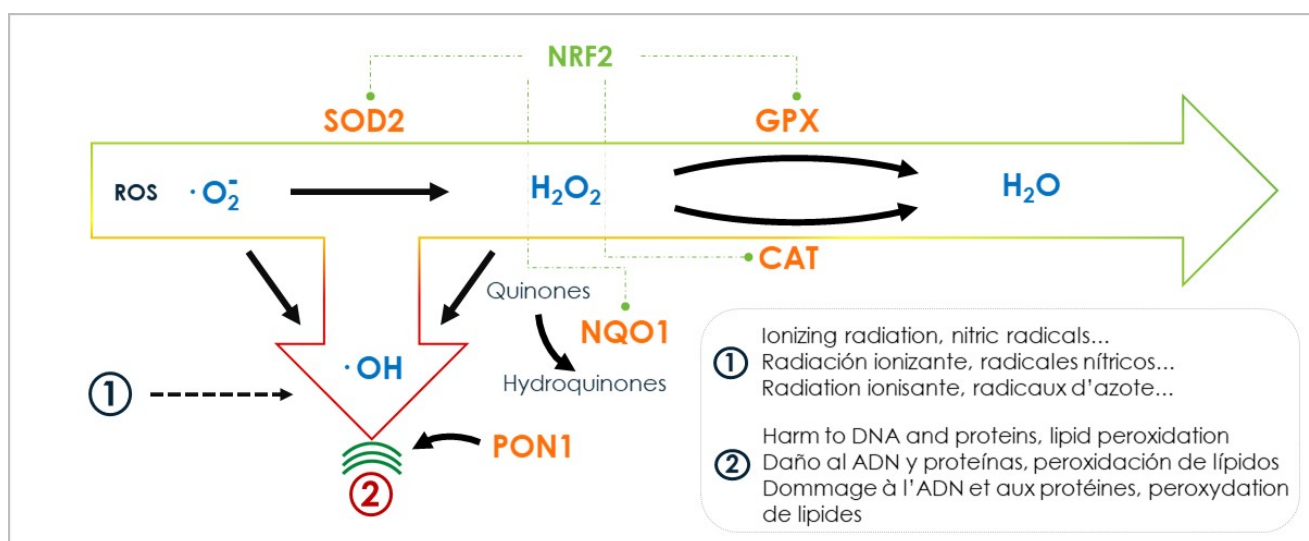 NRF2
SOD2
GPX
ROS
·O₂⁻
H₂O₂
H₂O
CAT
Quinones
NQO1
Hydroquinones
·OH
1
PON1
2
1
Ionizing radiation, nitric radicals...
Radiación ionizante, radicales nítricos...
Radiation ionisante, radicaux d'azote...
2
Harm to DNA and proteins, lipid peroxidation
Daño al ADN y proteínas, peroxidación de lípidos
Dommage à l'ADN et aux protéines, peroxydation
de lipides